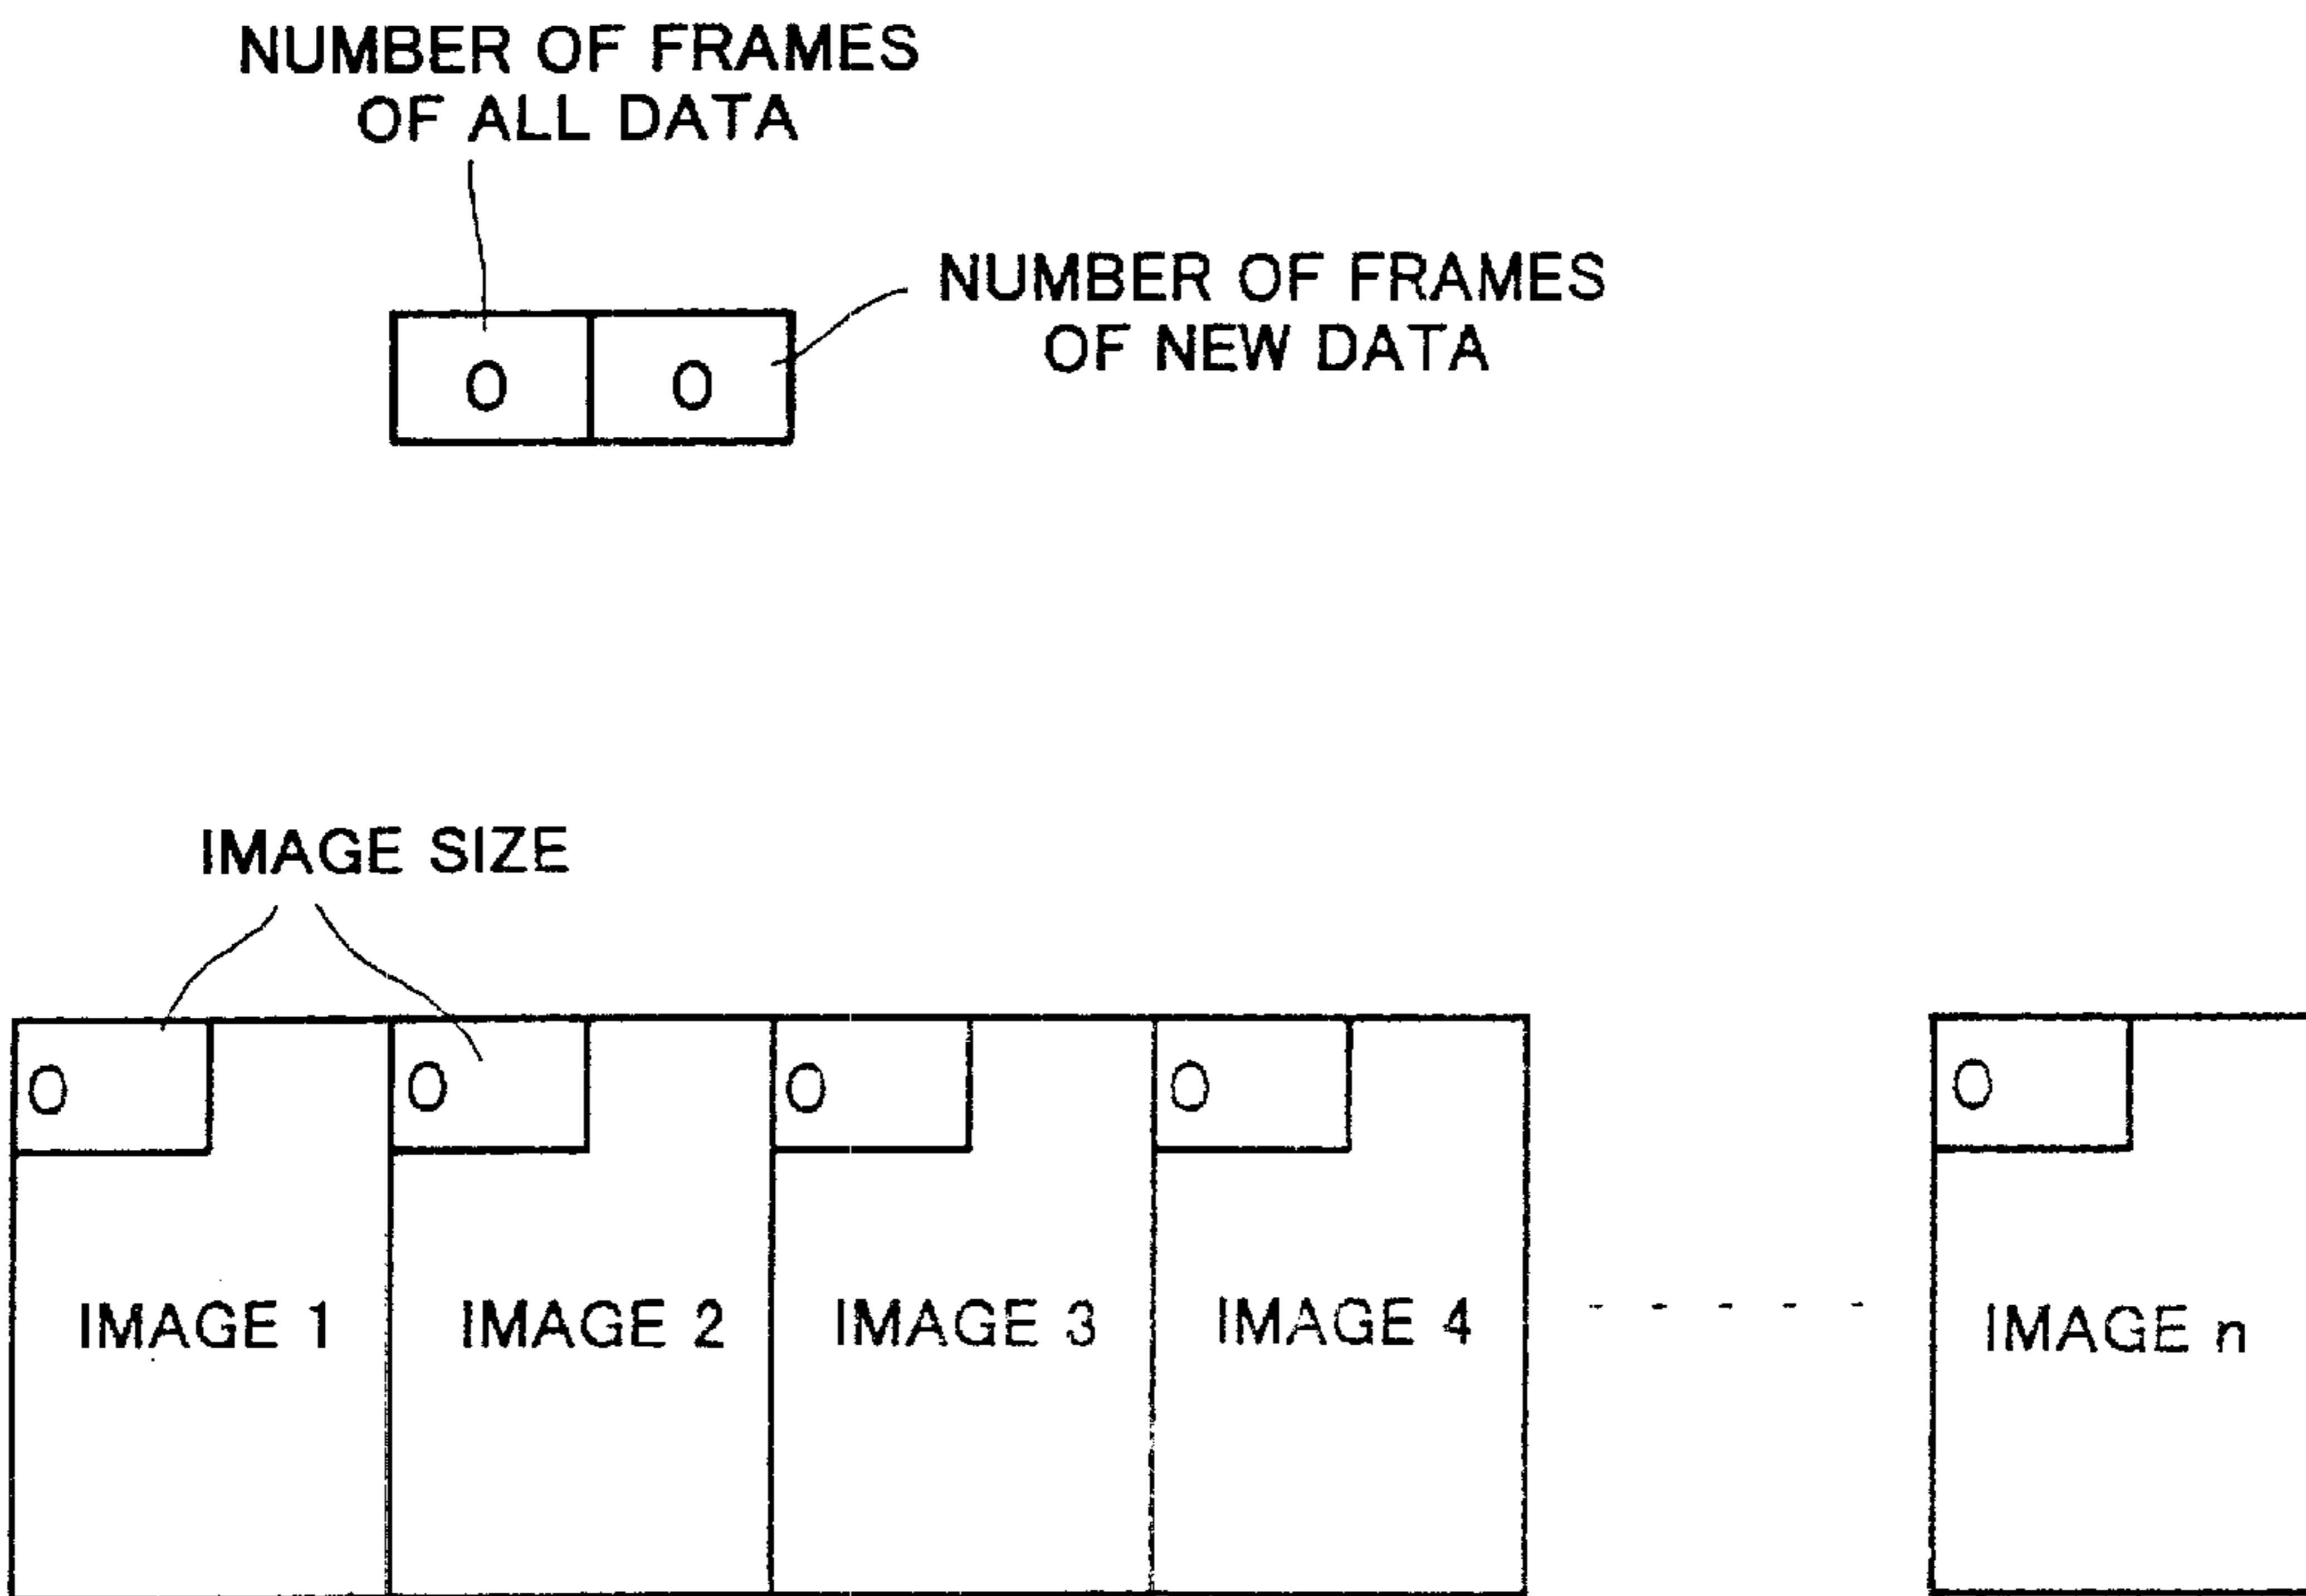 NUMBER OF FRAMES
OF ALL DATA
NUMBER OF FRAMES
OF NEW DATA
0 0
IMAGE SIZE
0 0 0 0 0
IMAGE 1 IMAGE 2 IMAGE 3 IMAGE 4 - - - - - IMAGE n